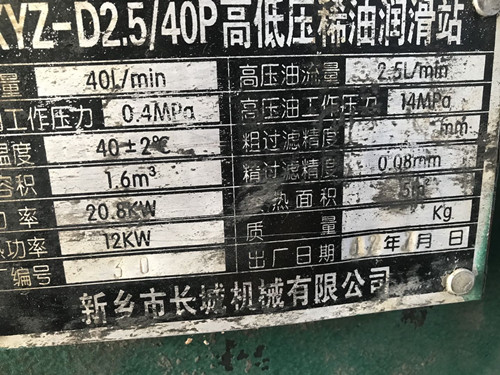 XYZ-D2.5/40P高低压稀油润滑站
量 40L/min 高压油流量 2.5L/min
工作压力 0.4MPa 高压油工作压力 14MPa
温度 40±2℃ 粗过滤精度 mm
容积 1.6m³ 精过滤精度 0.08mm
功率 20.8KW 热面积 5m²
功率 12KW 质量 Kg
编号 30 出厂日期 年 月 日
新乡市长城机械有限公司